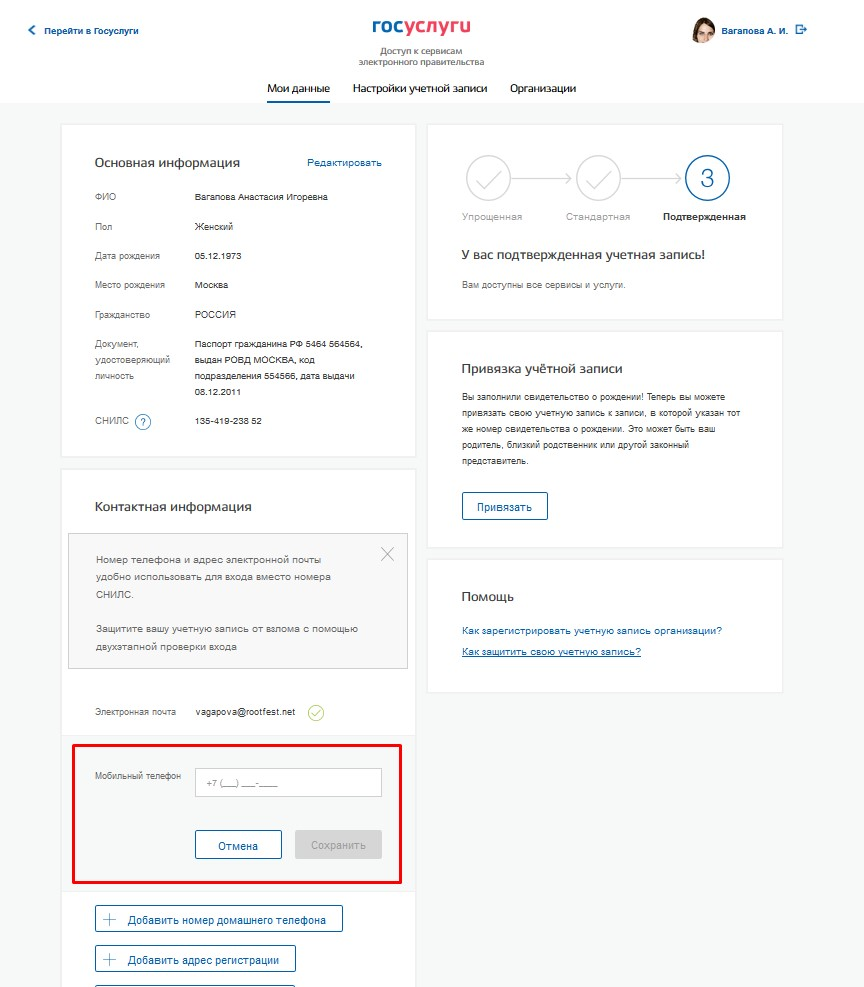 Перейти в Госуслуги
госуслуги
Доступ к сервисам
электронного правительства
Вагапова А. И.
Мои данные
Настройки учетной записи
Организации
Основная информация
Редактировать
ФИО
Вагапова Анастасия Игоревна
Пол
Женский
Дата рождения
05.12.1973
Место рождения
Москва
Гражданство
РОССИЯ
Документ,
удостоверяющий
личность
Паспорт гражданина РФ 5464 564564,
выдан РОВД МОСКВА, код
подразделения 554566, дата выдачи
08.12.2011
СНИЛС
?
135-419-238 52
Контактная информация
Номер телефона и адрес электронной почты
удобно использовать для входа вместо номера
СНИЛС.
Защитите вашу учетную запись от взлома с помощью
двухэтапной проверки входа
Электронная почта
vagapova@rootfest.net
Мобильный телефон
+7 (___) ___-____
Отмена
Сохранить
Добавить номер домашнего телефона
Добавить адрес регистрации
3
Упрощенная
Стандартная
Подтвержденная
У вас подтвержденная учетная запись!
Вам доступны все сервисы и услуги.
Привязка учётной записи
Вы заполнили свидетельство о рождении! Теперь вы можете
привязать свою учетную запись к записи, в которой указан тот
же номер свидетельства о рождении. Это может быть ваш
родитель, близкий родственник или другой законный
представитель.
Привязать
Помощь
Как зарегистрировать учетную запись организации?
Как защитить свою учетную запись?